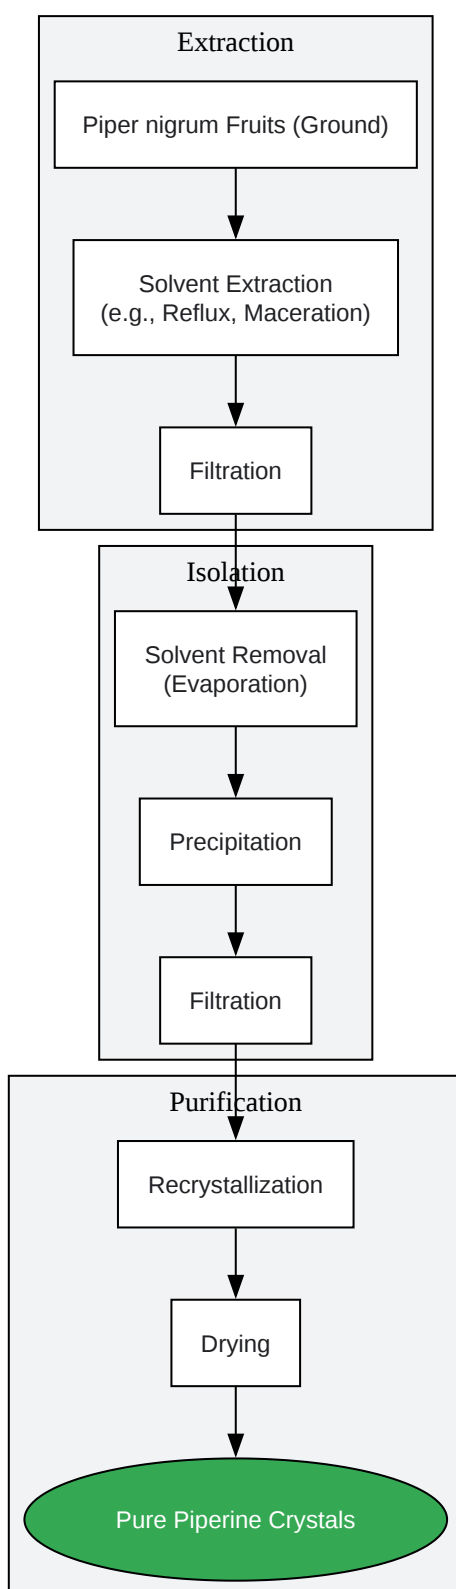 Extraction
Piper nigrum Fruits (Ground)
Solvent Extraction
(e.g., Reflux, Maceration)
Filtration
Isolation
Solvent Removal
(Evaporation)
Precipitation
Filtration
Purification
Recrystallization
Drying
Pure Piperine Crystals